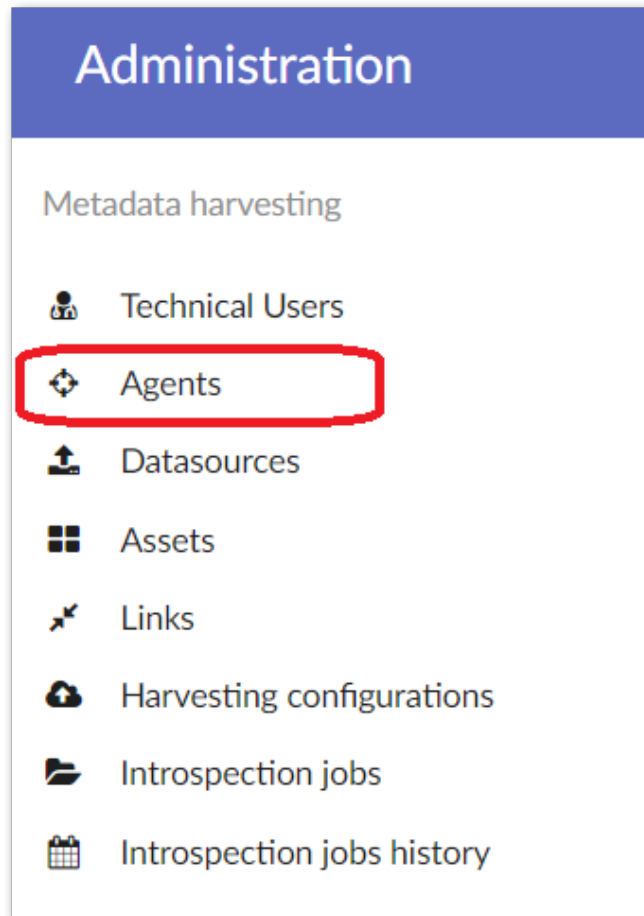 Administration
Metadata harvesting
Technical Users
Agents
Datasources
Assets
Links
Harvesting configurations
Introspection jobs
Introspection jobs history